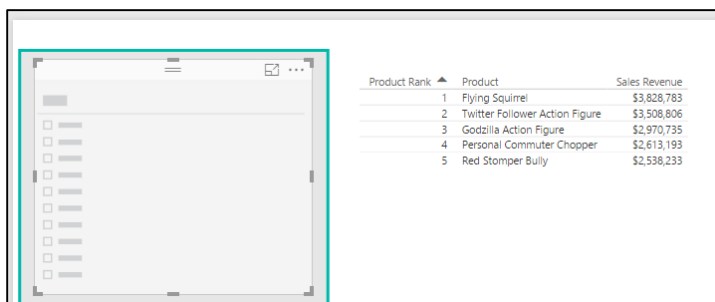 Product Rank Product Sales Revenue
1 Flying Squirrel $3,828,783
2 Twitter Follower Action Figure $3,508,806
3 Godzilla Action Figure $2,970,735
4 Personal Commuter Chopper $2,613,193
5 Red Stomper Bully $2,538,233